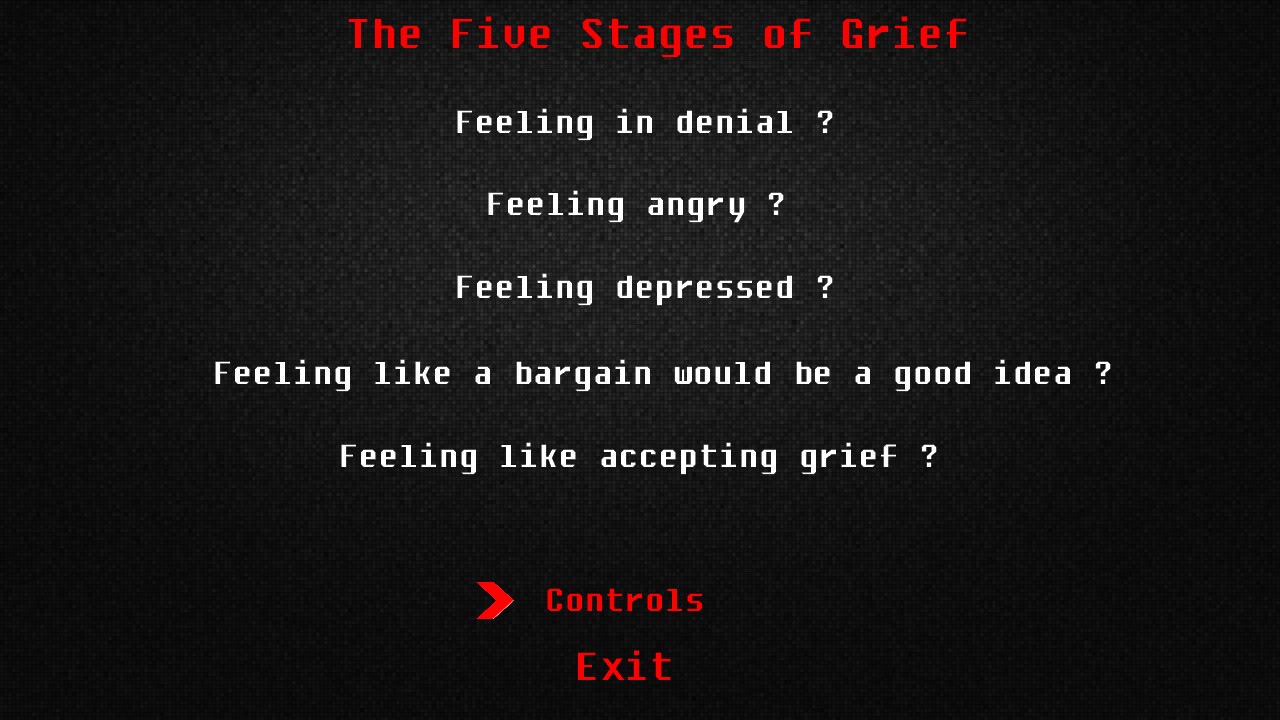 The Five Stages of Grief
Feeling in denial ?
Feeling angry ?
Feeling depressed ?
Feeling like a bargain would be a good idea ?
Feeling like accepting grief ?
Controls
Exit